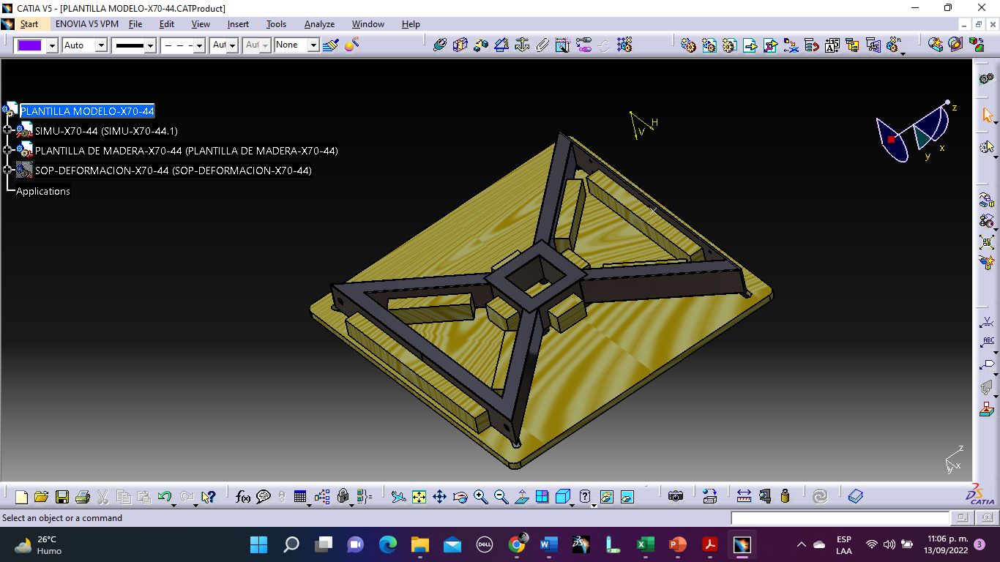 CATIA V5 - [PLANTILLA MODELO-X70-44.CATProduct]
Start ENOVIA V5 VPM File Edit View Insert Tools Analyze Window Help
Auto Aut Aut None
PLANTILLA MODELO-X70-44
SIMU-X70-44 (SIMU-X70-44.1)
PLANTILLA DE MADERA-X70-44 (PLANTILLA DE MADERA-X70-44)
SOP-DEFORMACION-X70-44 (SOP-DEFORMACION-X70-44)
Applications
H
V
z
x
y
ABC
z
x
y
f(x)
CATIA
Select an object or a command
26°C
Humo
DELL
ESP
LAA
11:06 p. m.
13/09/2022
3